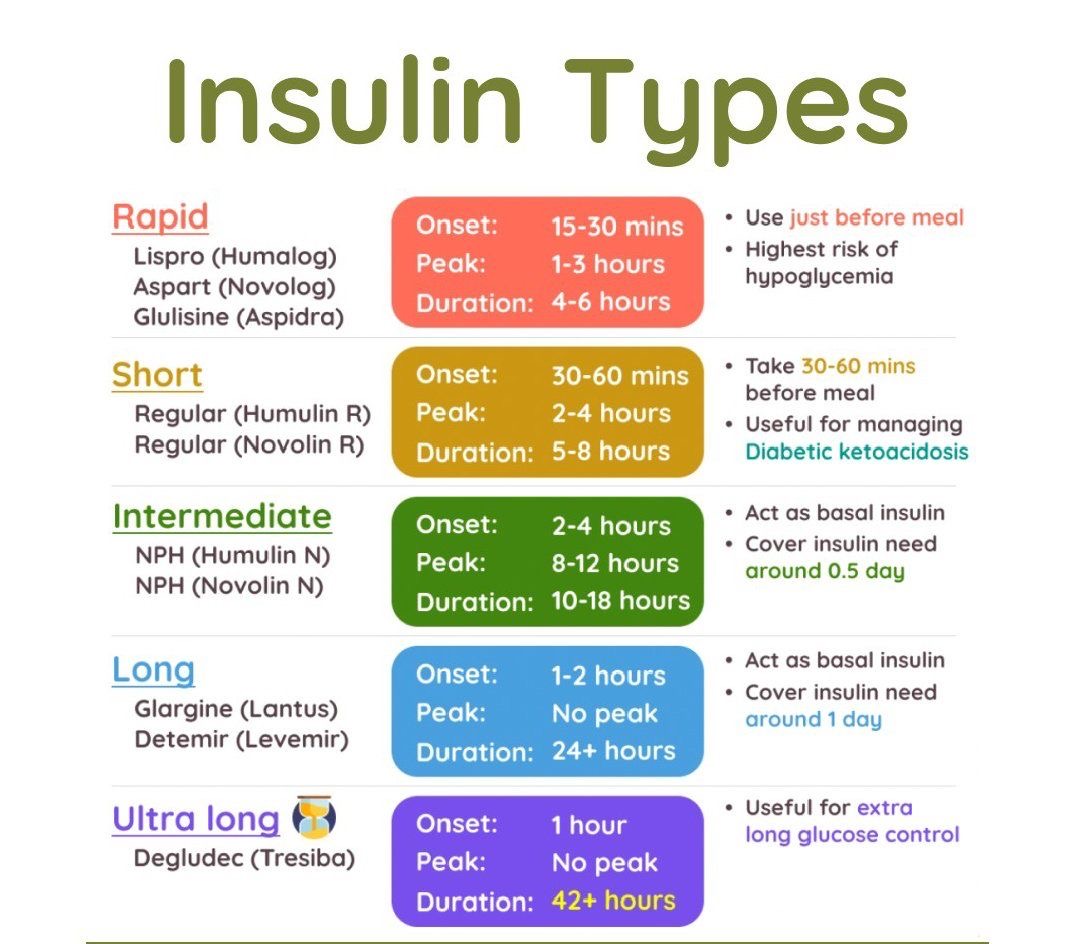 Insulin Types
Rapid
Lispro (Humalog)
Aspart (Novolog)
Glulisine (Aspidra)
Onset: 15-30 mins
Peak: 1-3 hours
Duration: 4-6 hours
• Use just before meal
• Highest risk of
hypoglycemia
Short
Regular (Humulin R)
Regular (Novolin R)
Onset: 30-60 mins
Peak: 2-4 hours
Duration: 5-8 hours
• Take 30-60 mins
before meal
• Useful for managing
Diabetic ketoacidosis
Intermediate
NPH (Humulin N)
NPH (Novolin N)
Onset: 2-4 hours
Peak: 8-12 hours
Duration: 10-18 hours
• Act as basal insulin
• Cover insulin need
around 0.5 day
Long
Glargine (Lantus)
Detemir (Levemir)
Onset: 1-2 hours
Peak: No peak
Duration: 24+ hours
• Act as basal insulin
• Cover insulin need
around 1 day
Ultra long
Degludec (Tresiba)
Onset: 1 hour
Peak: No peak
Duration: 42+ hours
• Useful for extra
long glucose control